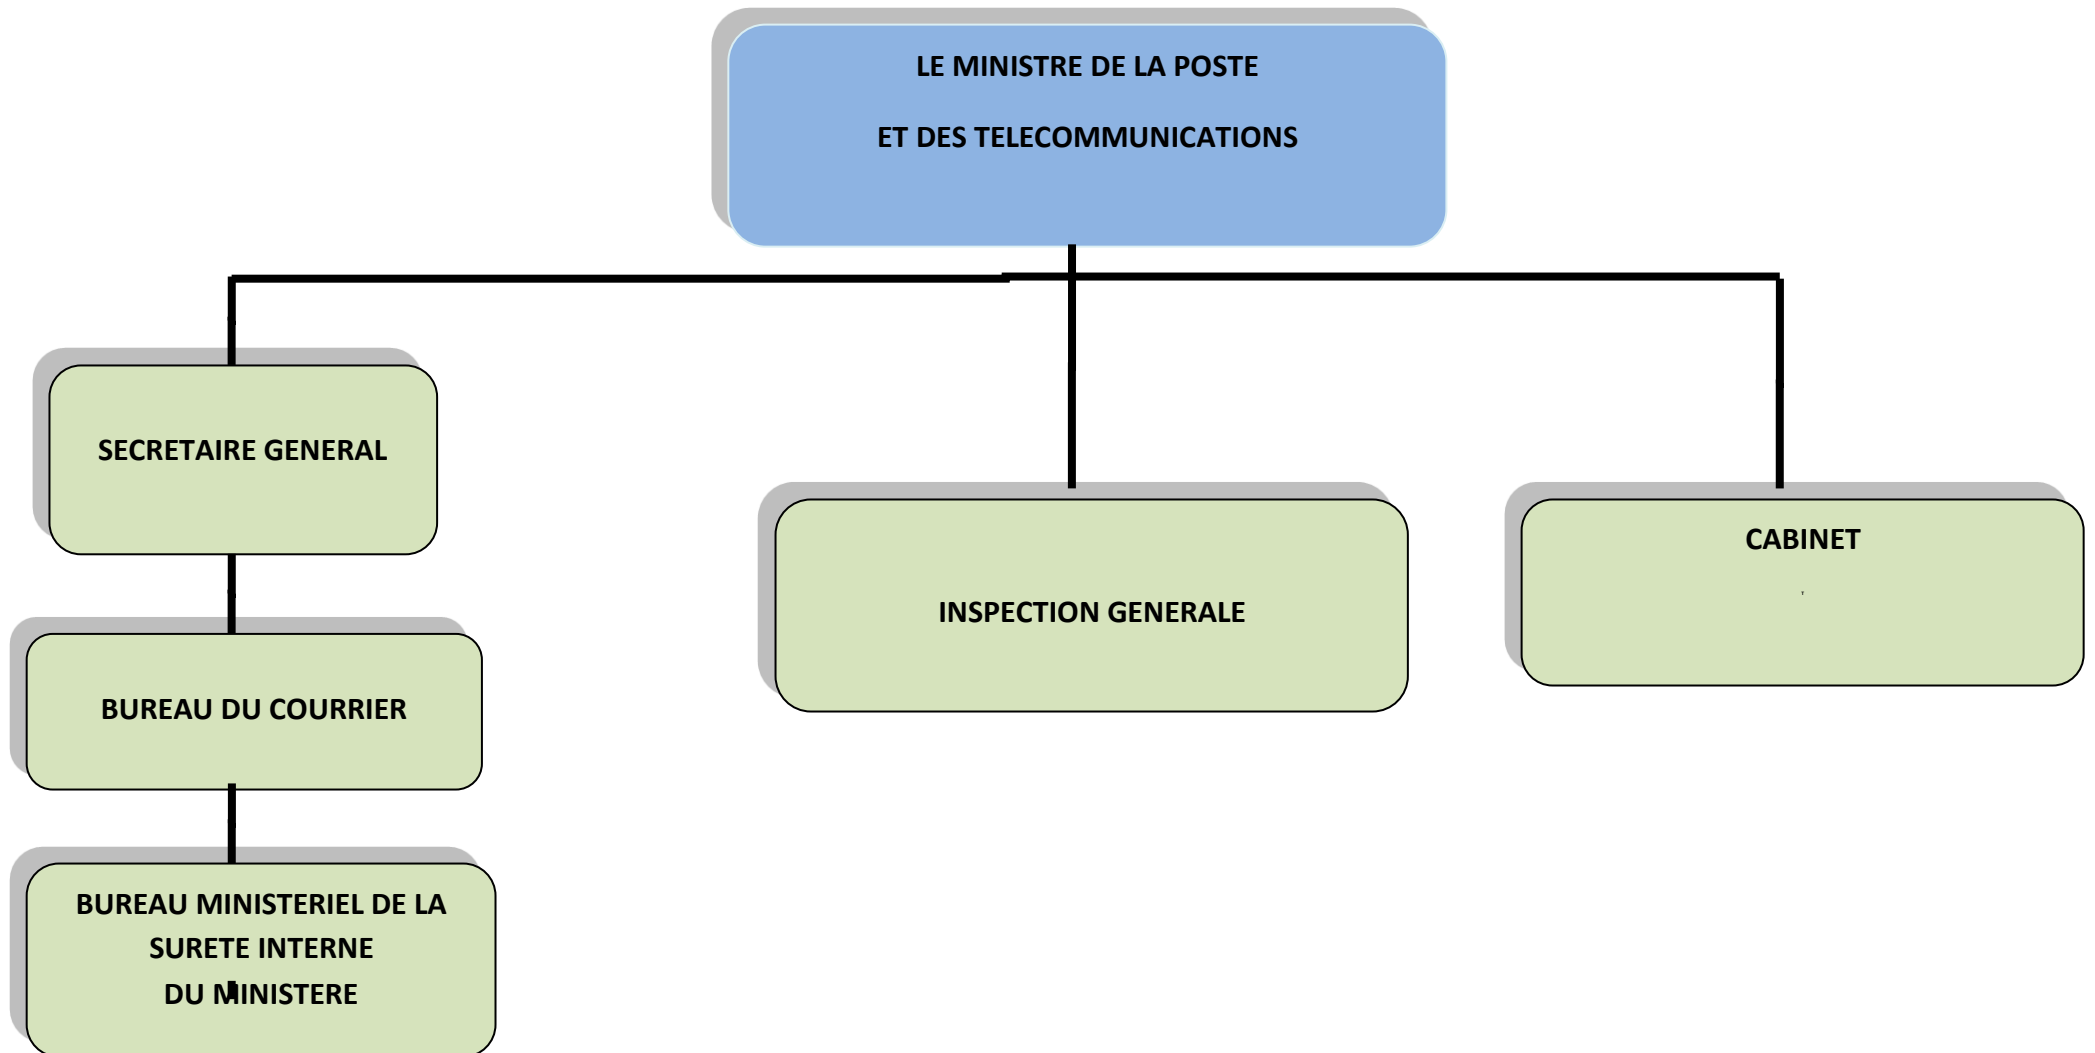 LE MINISTRE DE LA POSTE
ET DES TELECOMMUNICATIONS
SECRETAIRE GENERAL
INSPECTION GENERALE
CABINET
BUREAU DU COURRIER
BUREAU MINISTERIEL DE LA
SURETE INTERNE
DU MINISTERE